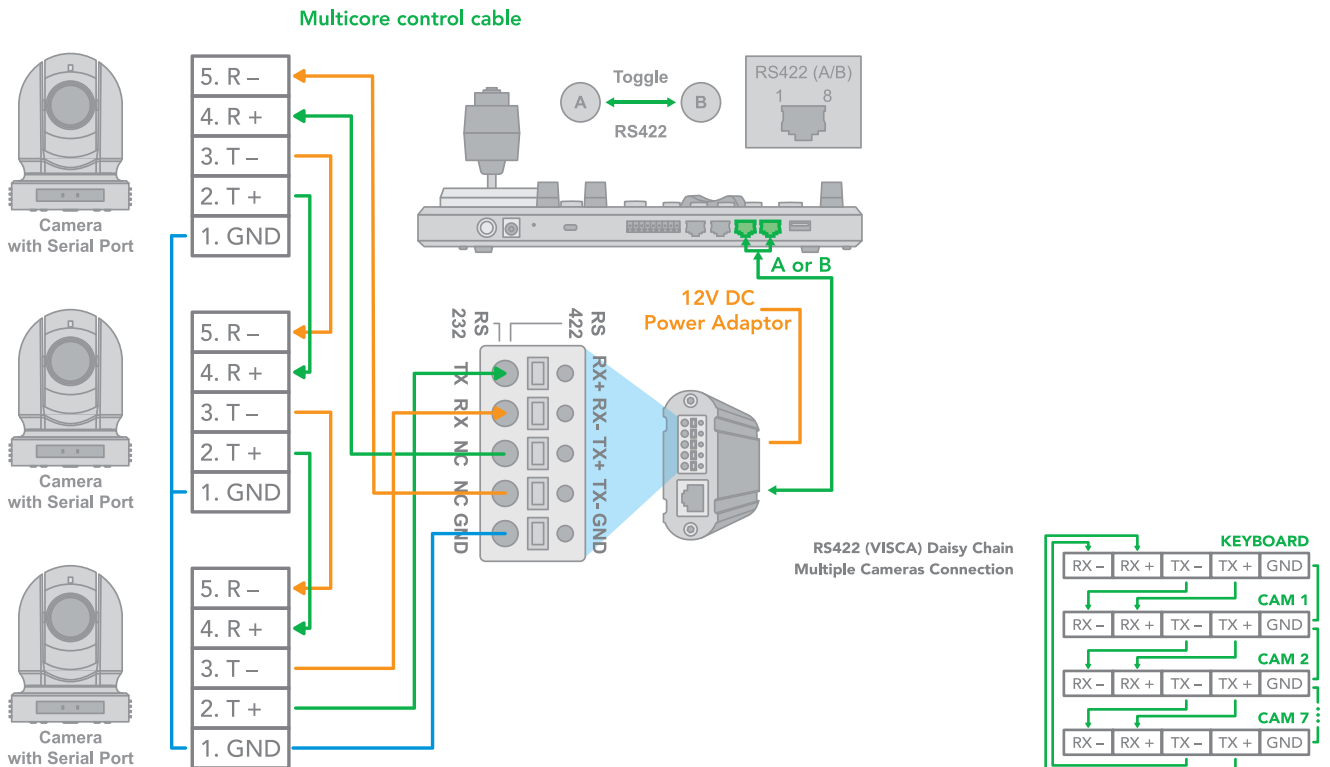 Multicore control cable
Camera
with Serial Port
5. R –
4. R +
3. T –
2. T +
1. GND
Toggle
A
B
RS422
RS422 (A/B)
1 8
A or B
12V DC
Power Adaptor
Camera
with Serial Port
5. R –
4. R +
3. T –
2. T +
1. GND
RS
232
RS
422
TX RX+
RX RX-
NC TX+
NC TX-
GND GND
Camera
with Serial Port
5. R –
4. R +
3. T –
2. T +
1. GND
RS422 (VISCA) Daisy Chain
Multiple Cameras Connection
KEYBOARD
RX – RX + TX – TX + GND
CAM 1
RX – RX + TX – TX + GND
CAM 2
RX – RX + TX – TX + GND
CAM 7
RX – RX + TX – TX + GND